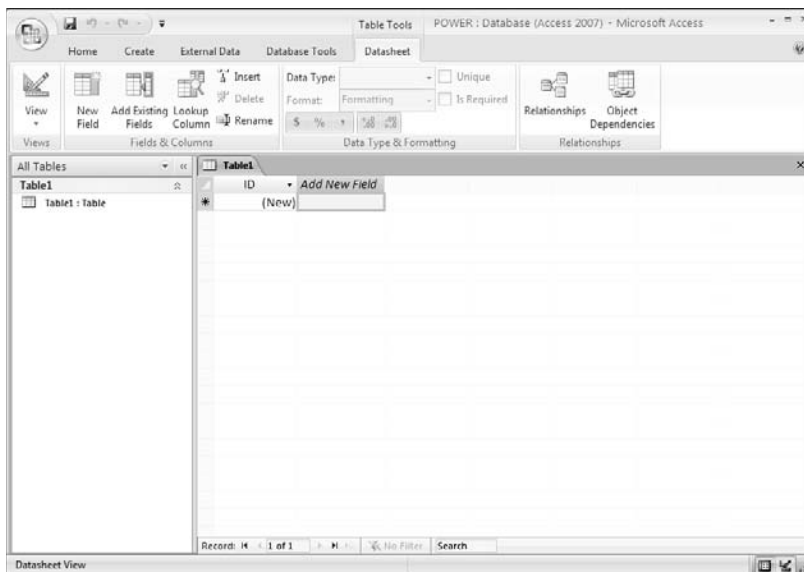 Table Tools POWER : Database (Access 2007) - Microsoft Access
Home Create External Data Database Tools Datasheet
View
New Field
Add Existing Fields
Lookup Column
Insert
Delete
Rename
Data Type:
Format: Formatting
$ % ,
Unique
Is Required
Relationships
Object Dependencies
Views Fields & Columns Data Type & Formatting Relationships
All Tables
Table1
Table1 : Table
Table1
ID Add New Field
(New)
Record: 1 of 1 No Filter Search
Datasheet View